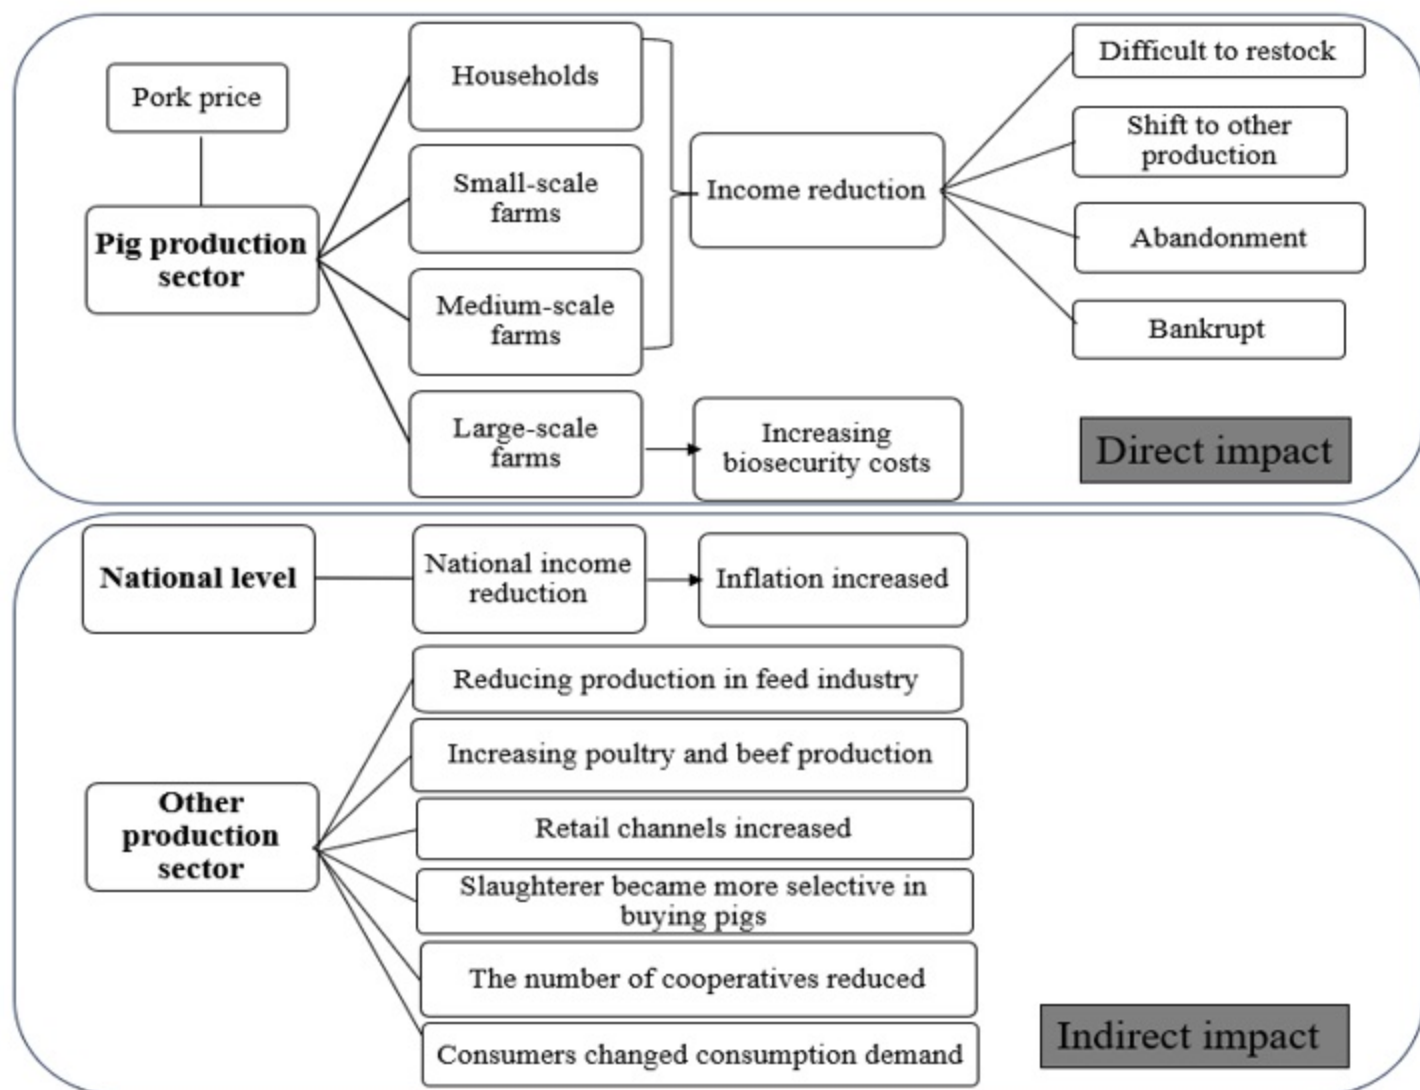 Pork price
Pig production
sector
Households
Small-scale
farms
Medium-scale
farms
Large-scale
farms
Income reduction
Increasing
biosecurity costs
Difficult to restock
Shift to other
production
Abandonment
Bankrupt
Direct impact
National level
National income
reduction
Inflation increased
Other
production
sector
Reducing production in feed industry
Increasing poultry and beef production
Retail channels increased
Slaughterer became more selective in
buying pigs
The number of cooperatives reduced
Consumers changed consumption demand
Indirect impact